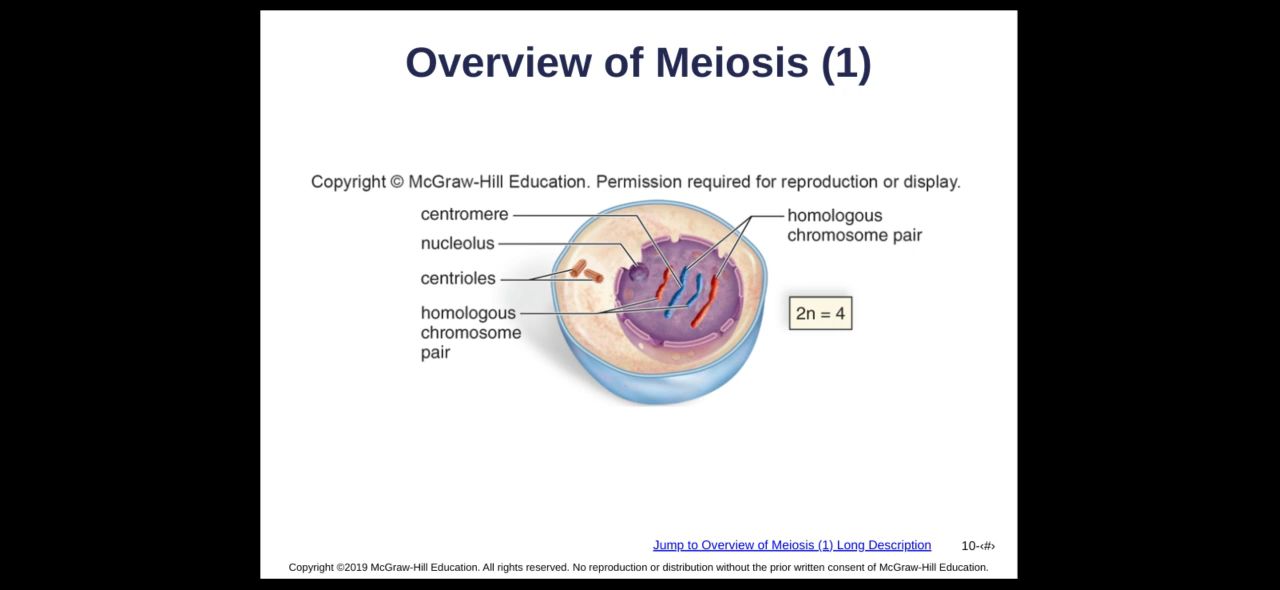 Overview of Meiosis (1)
Copyright © McGraw-Hill Education. Permission required for reproduction or display.
centromere
nucleolus
centrioles
homologous
chromosome
pair
homologous
chromosome pair
2n = 4
Jump to Overview of Meiosis (1) Long Description
10-‹#›
Copyright ©2019 McGraw-Hill Education. All rights reserved. No reproduction or distribution without the prior written consent of McGraw-Hill Education.